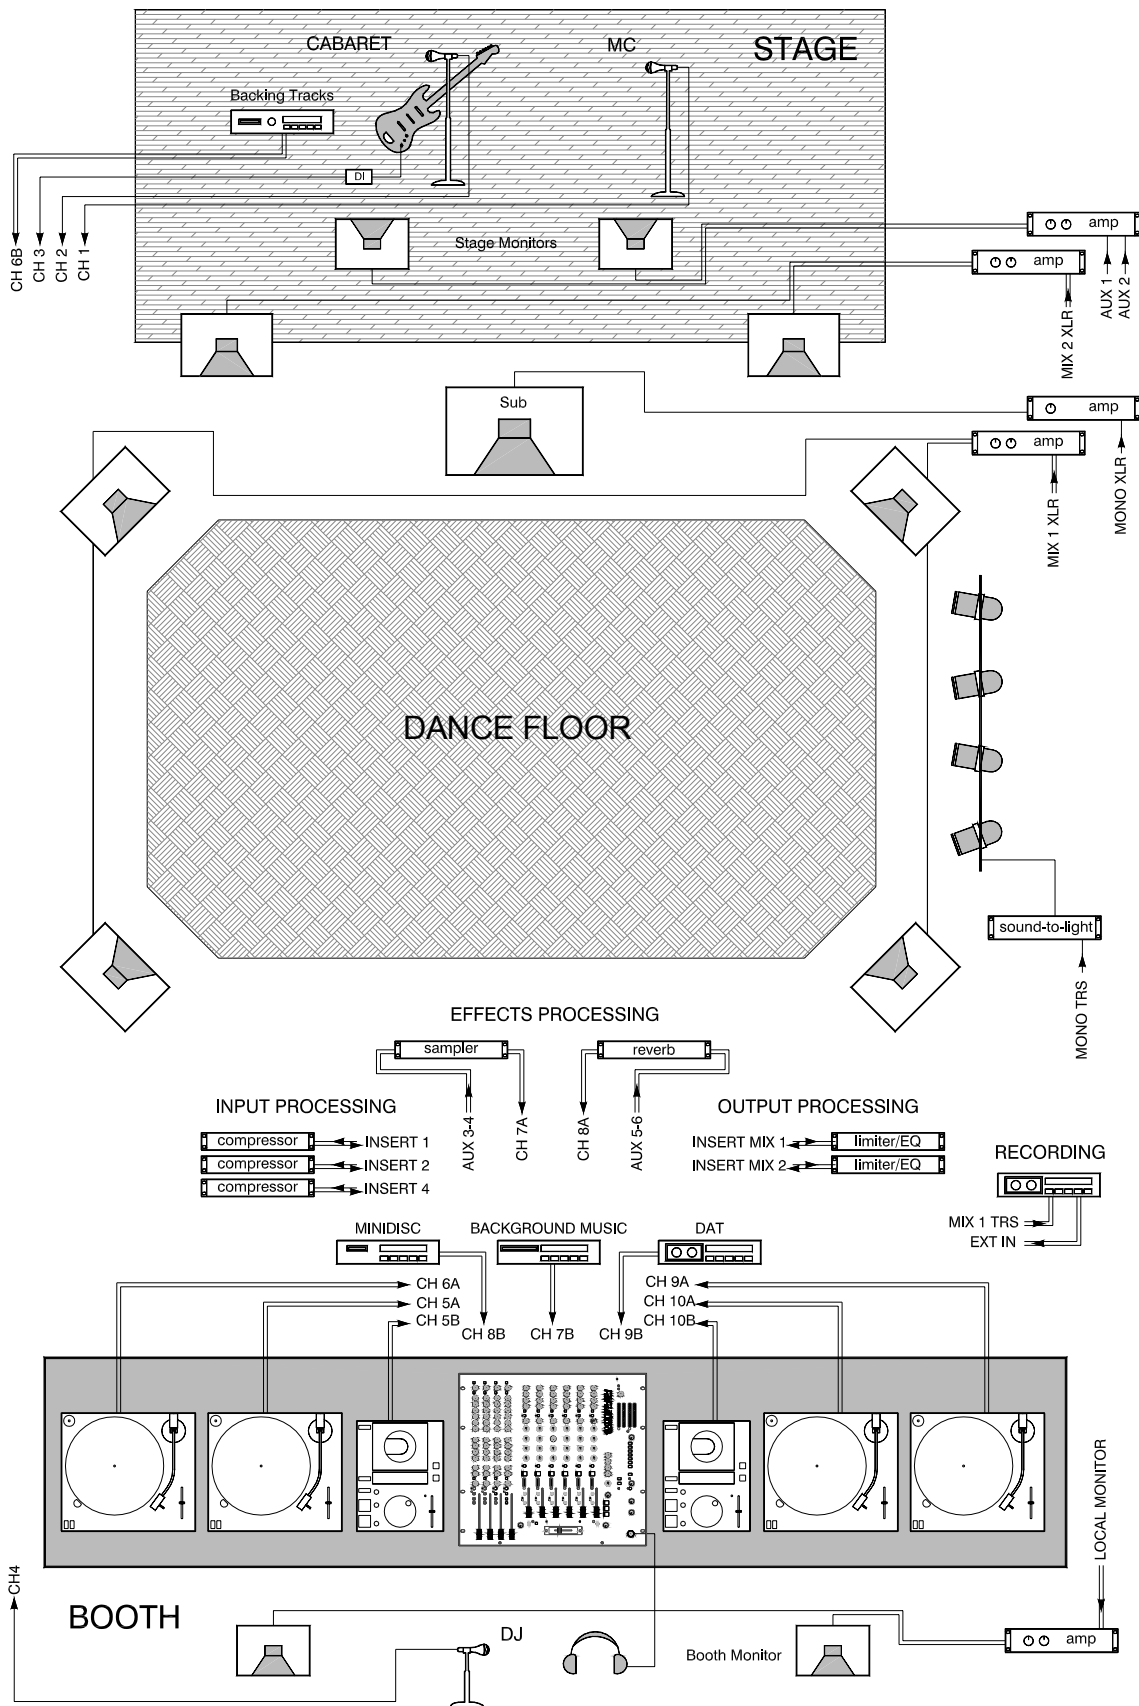 CABARET
MC
STAGE
Backing Tracks
DI
Stage Monitors
CH 6B
CH 3
CH 2
CH 1
amp
amp
AUX 1
AUX 2
MIX 2 XLR
Sub
amp
amp
MONO XLR
MIX 1 XLR
DANCE FLOOR
sound-to-light
MONO TRS
EFFECTS PROCESSING
sampler
reverb
AUX 3-4
CH 7A
CH 8A
AUX 5-6
INPUT PROCESSING
compressor
INSERT 1
compressor
INSERT 2
compressor
INSERT 4
OUTPUT PROCESSING
INSERT MIX 1
limiter/EQ
INSERT MIX 2
limiter/EQ
RECORDING
MIX 1 TRS
EXT IN
MINIDISC
BACKGROUND MUSIC
DAT
CH 6A
CH 5A
CH 5B
CH 8B
CH 7B
CH 9B
CH 9A
CH 10A
CH 10B
LOCAL MONITOR
CH4
BOOTH
DJ
Booth Monitor
amp